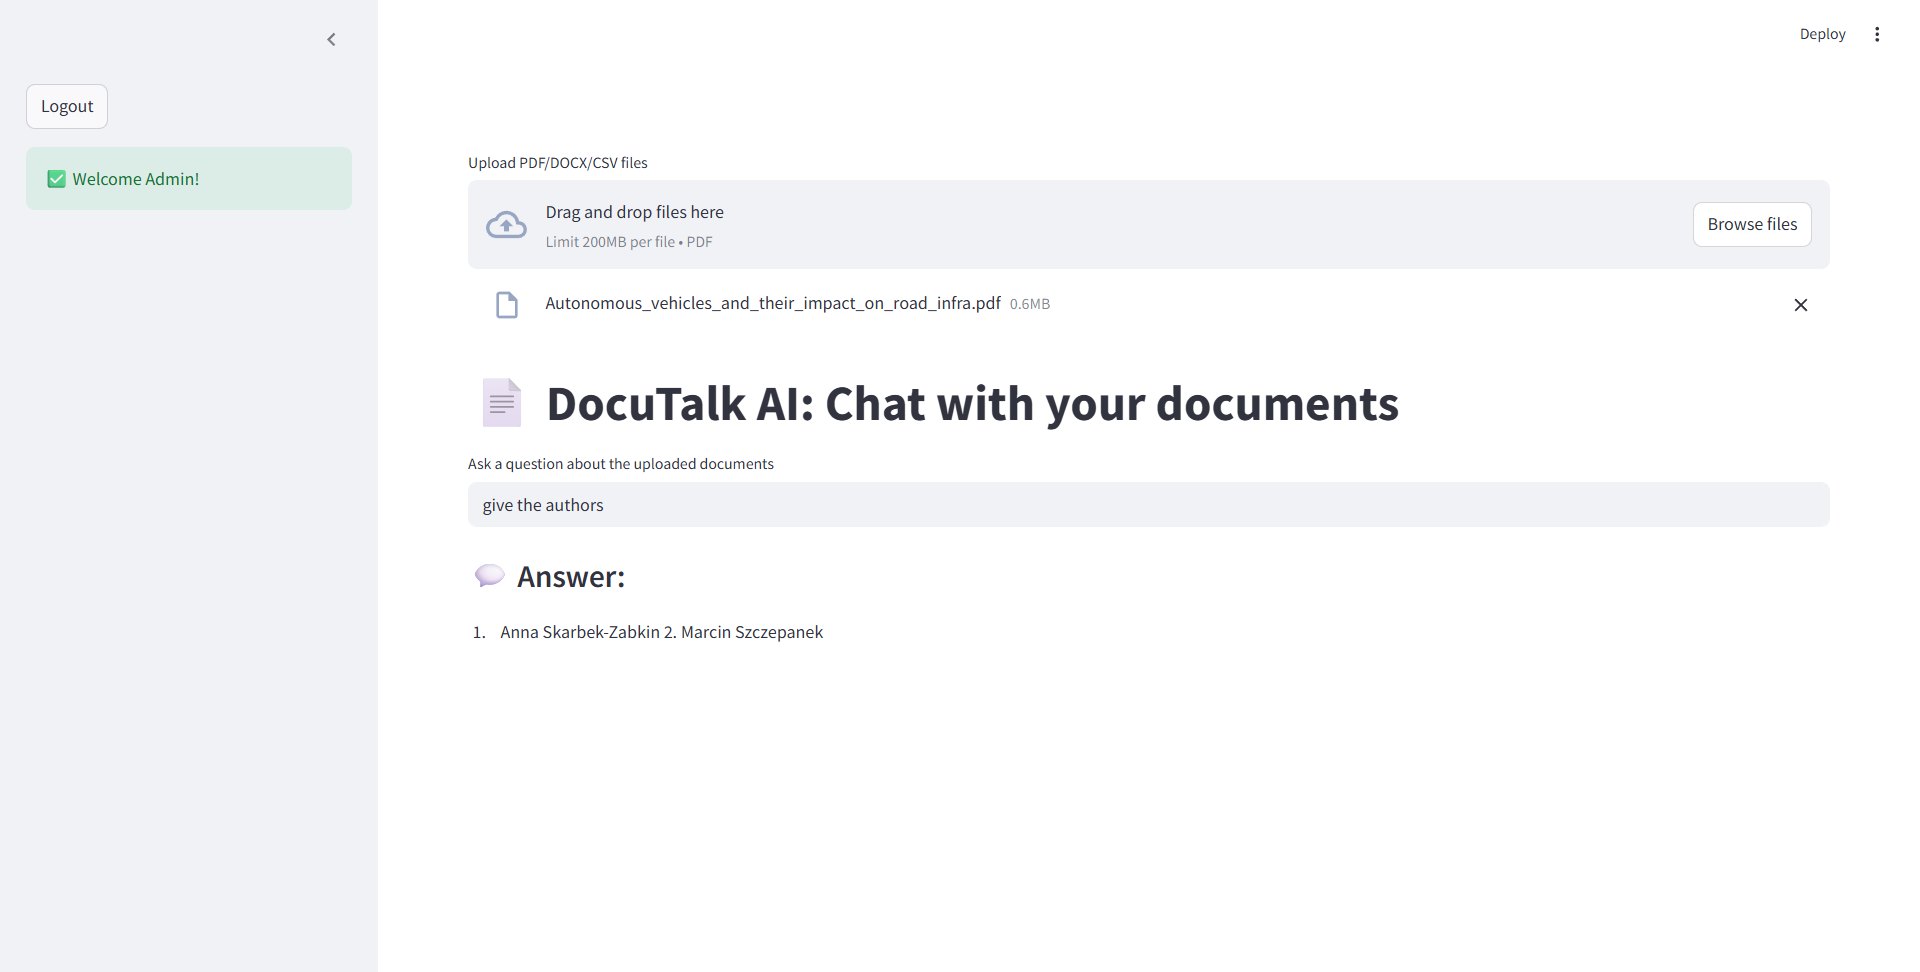 Deploy
Logout
✅ Welcome Admin!
Upload PDF/DOCX/CSV files
Drag and drop files here
Limit 200MB per file • PDF
Browse files
Autonomous_vehicles_and_their_impact_on_road_infra.pdf 0.6MB
DocuTalk AI: Chat with your documents
Ask a question about the uploaded documents
give the authors
Answer:
1. Anna Skarbek-Zabkin 2. Marcin Szczepanek